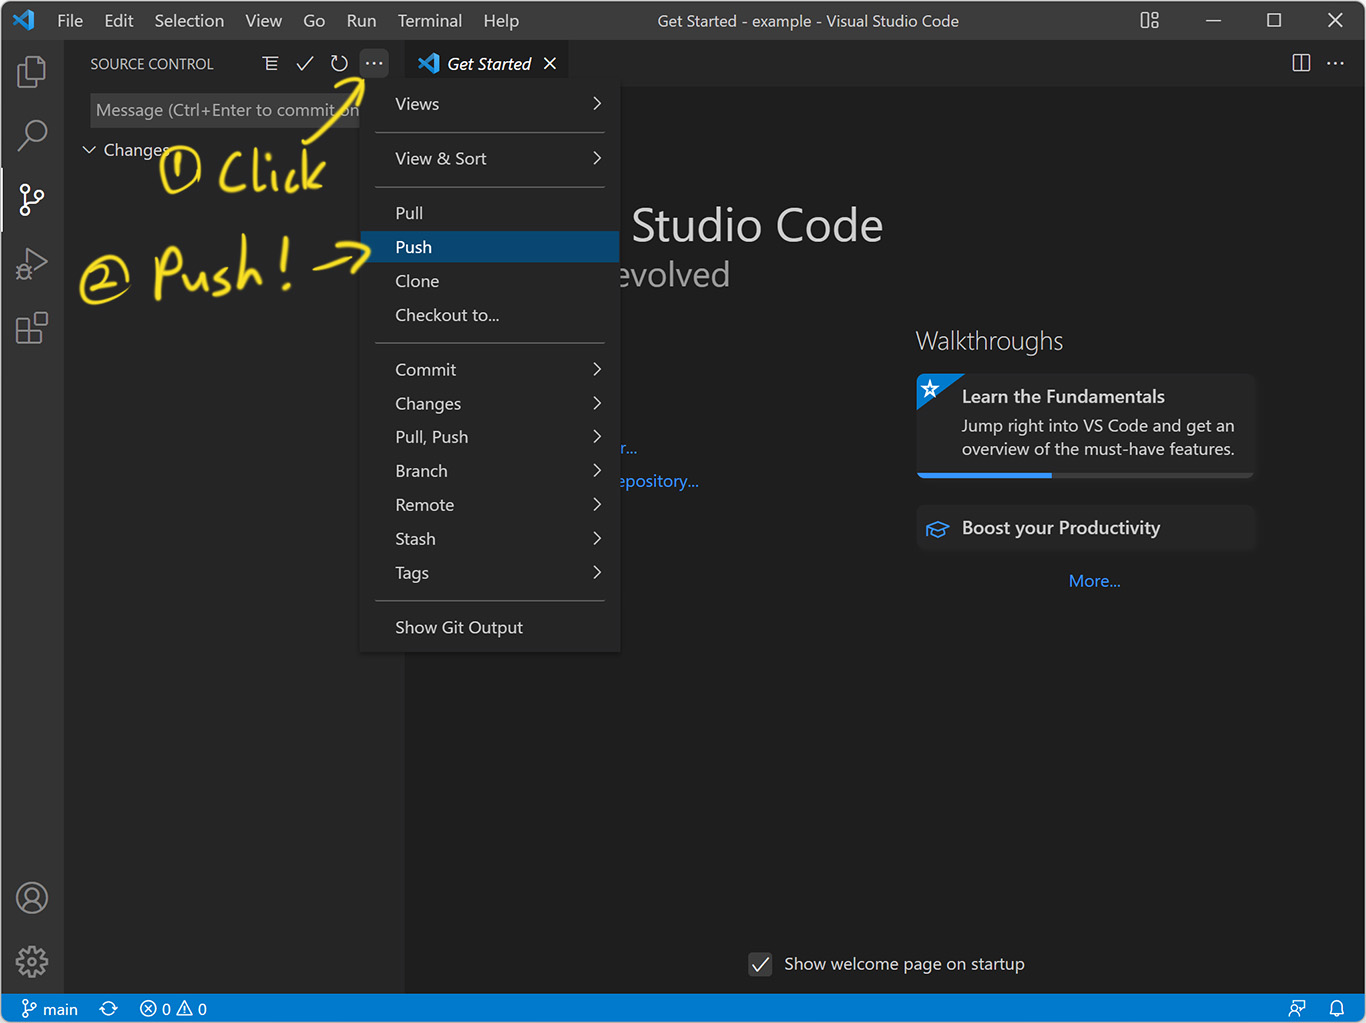 File Edit Selection View Go Run Terminal Help Get Started - example - Visual Studio Code
SOURCE CONTROL ... Get Started
Message (Ctrl+Enter to commit on
Changes
① Click
② Push!
Views
View & Sort
Pull
Push
Clone
Checkout to...
Commit
Changes
Pull, Push
Branch
Remote
Stash
Tags
Show Git Output
Studio Code
evolved
r...
epository...
Walkthroughs
Learn the Fundamentals
Jump right into VS Code and get an
overview of the must-have features.
Boost your Productivity
More...
Show welcome page on startup
main 0 0